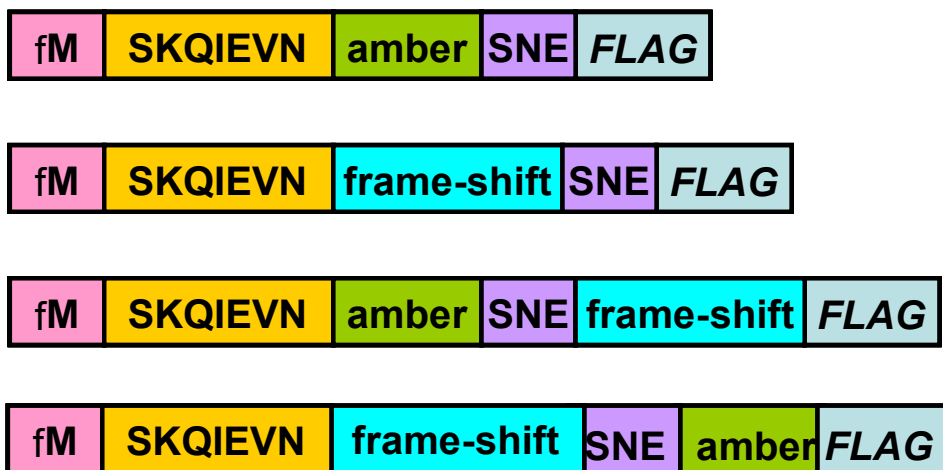 fM SKQIEVN amber SNE FLAG
fM SKQIEVN frame-shift SNE FLAG
fM SKQIEVN amber SNE frame-shift FLAG
fM SKQIEVN frame-shift SNE amber FLAG